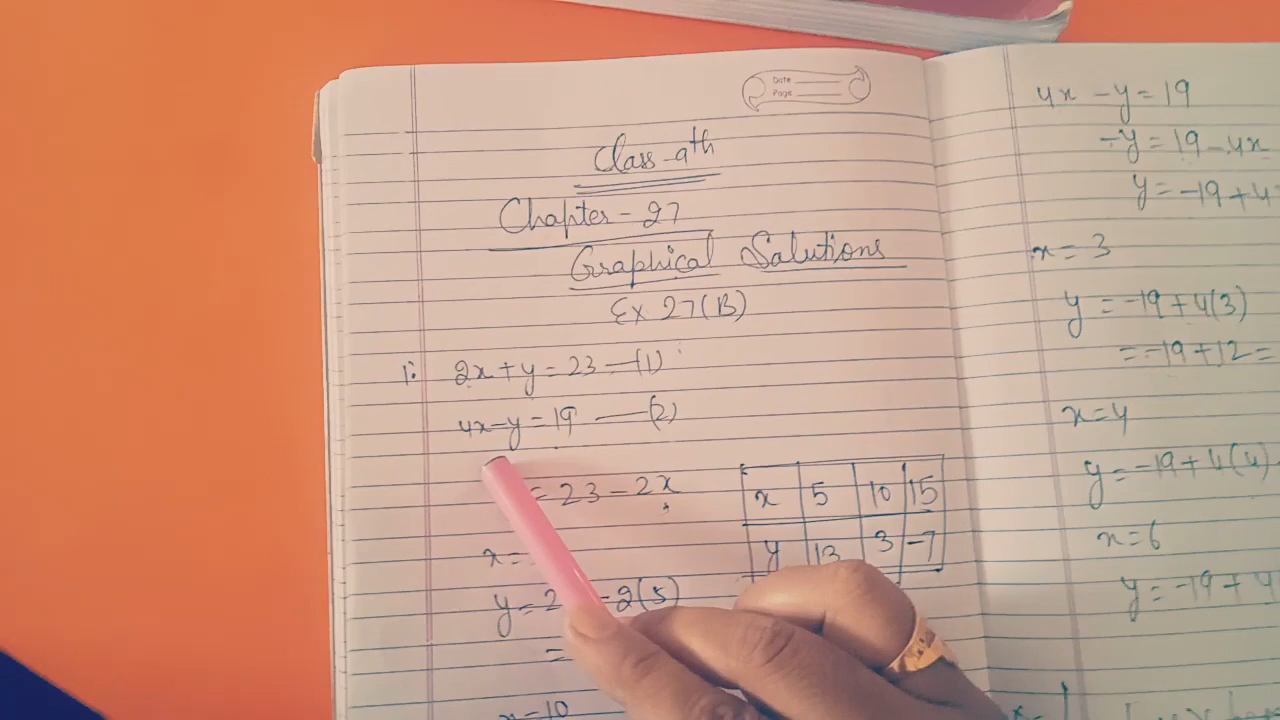 Date
Page
Class-9th
Chapter-27
Graphical Solutions
Ex 27(B)
1: 2x+y=23—(1)
4x-y=19—(2)
=23-2x
x=
y=2 -2(5)
=
x=10
x 5 10 15
y 13 3 -7
4x-y=19
-y=19-4x
y=-19+4
x=3
y=-19+4(3)
=-19+12=
x=4
y=-19+4(4)
x=6
y=-19+4